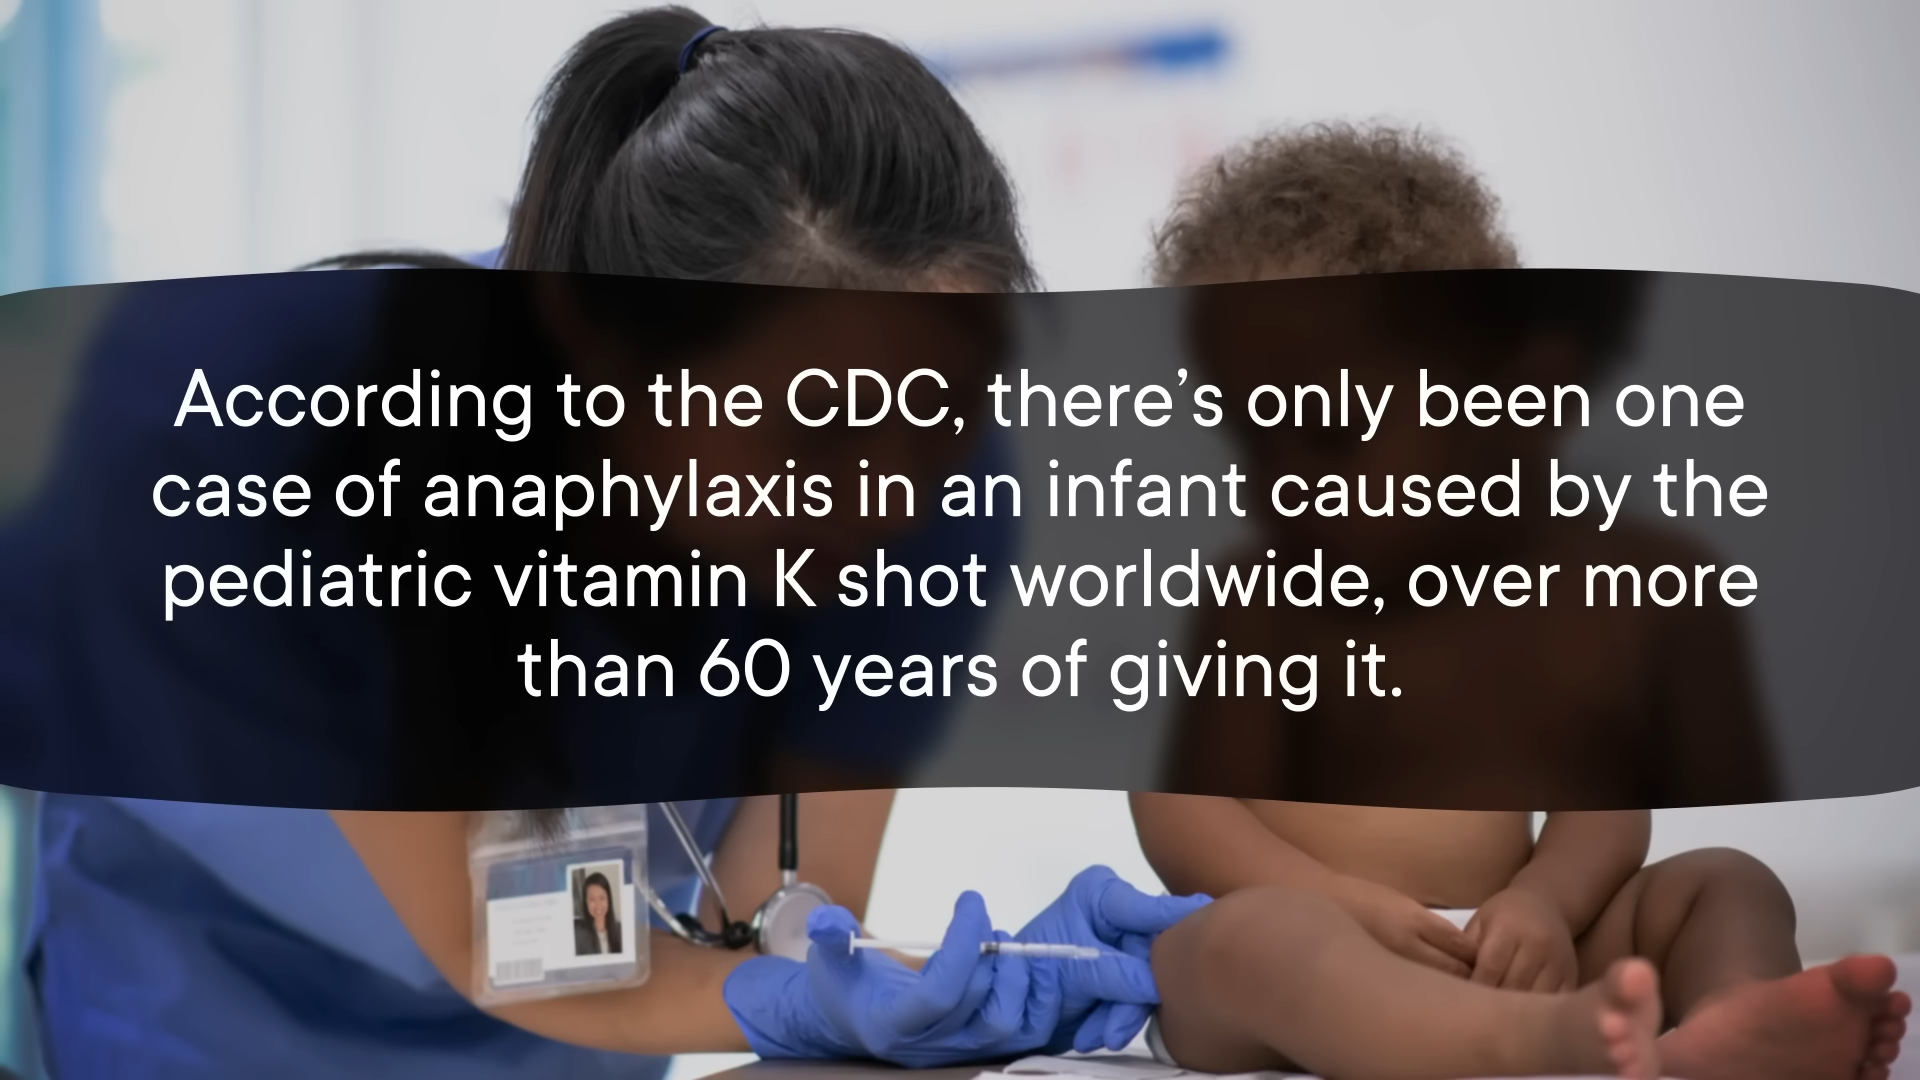 According to the CDC, there’s only been one
case of anaphylaxis in an infant caused by the
pediatric vitamin K shot worldwide, over more
than 60 years of giving it.